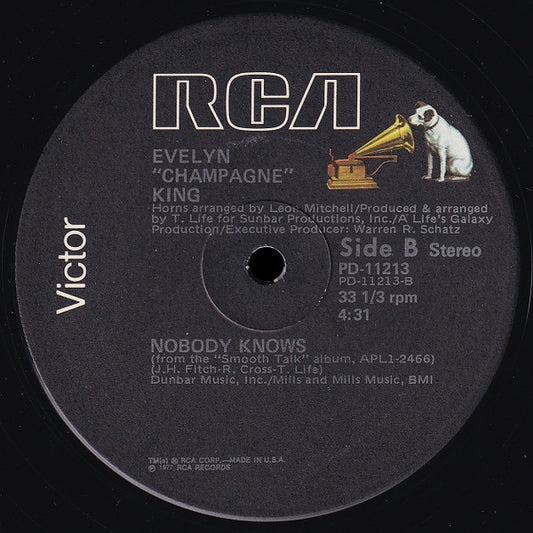 RCA
Victor
EVELYN
"CHAMPAGNE"
KING
Horns arranged by Leon Mitchell/Produced & arranged
by T. Life for Sunbar Productions, Inc./A Life's Galaxy
Production/Executive Producer: Warren R. Schatz
Side B Stereo
PD-11213
PD-11213-B
33 1/3 rpm
4:31
NOBODY KNOWS
(from the "Smooth Talk" album, APL1-2466)
(J.H. Fitch-R. Cross-T. Life)
Dunbar Music, Inc./Mills and Mills Music, BMI
TM(s) ® RCA CORP.—MADE IN U.S.A.
℗ 1977, RCA RECORDS